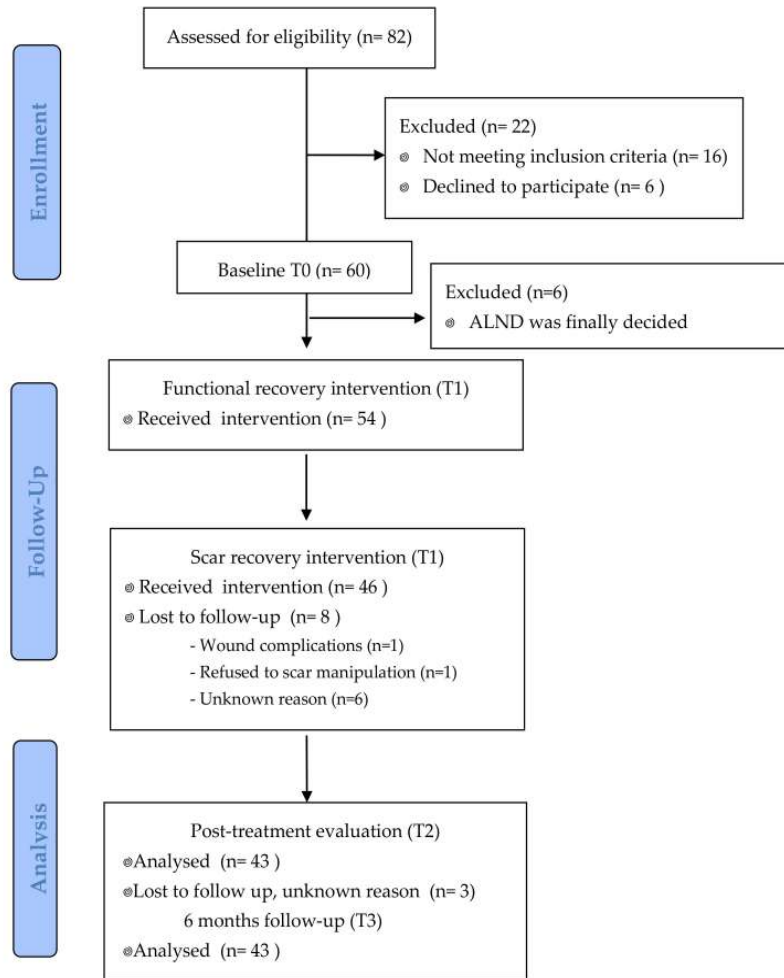 Assessed for eligibility (n= 82)
Enrollment
Excluded (n= 22)
Not meeting inclusion criteria (n= 16)
Declined to participate (n= 6 )
Baseline T0 (n= 60)
Excluded (n=6)
ALND was finally decided
Follow-Up
Functional recovery intervention (T1)
Received intervention (n= 54 )
Scar recovery intervention (T1)
Received intervention (n= 46 )
Lost to follow-up (n= 8 )
- Wound complications (n=1)
- Refused to scar manipulation (n=1)
- Unknown reason (n=6)
Analysis
Post-treatment evaluation (T2)
Analysed (n= 43 )
Lost to follow up, unknown reason (n= 3)
6 months follow-up (T3)
Analysed (n= 43 )